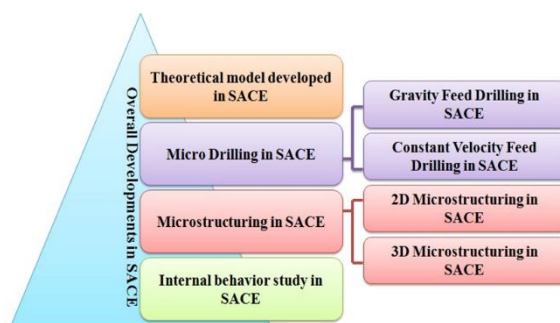 Overall Developments in SACE
Theoretical model developed
in SACE
Micro Drilling in SACE
Gravity Feed Drilling in
SACE
Constant Velocity Feed
Drilling in SACE
Microstructuring in SACE
2D Microstructuring in
SACE
3D Microstructuring in
SACE
Internal behavior study in
SACE